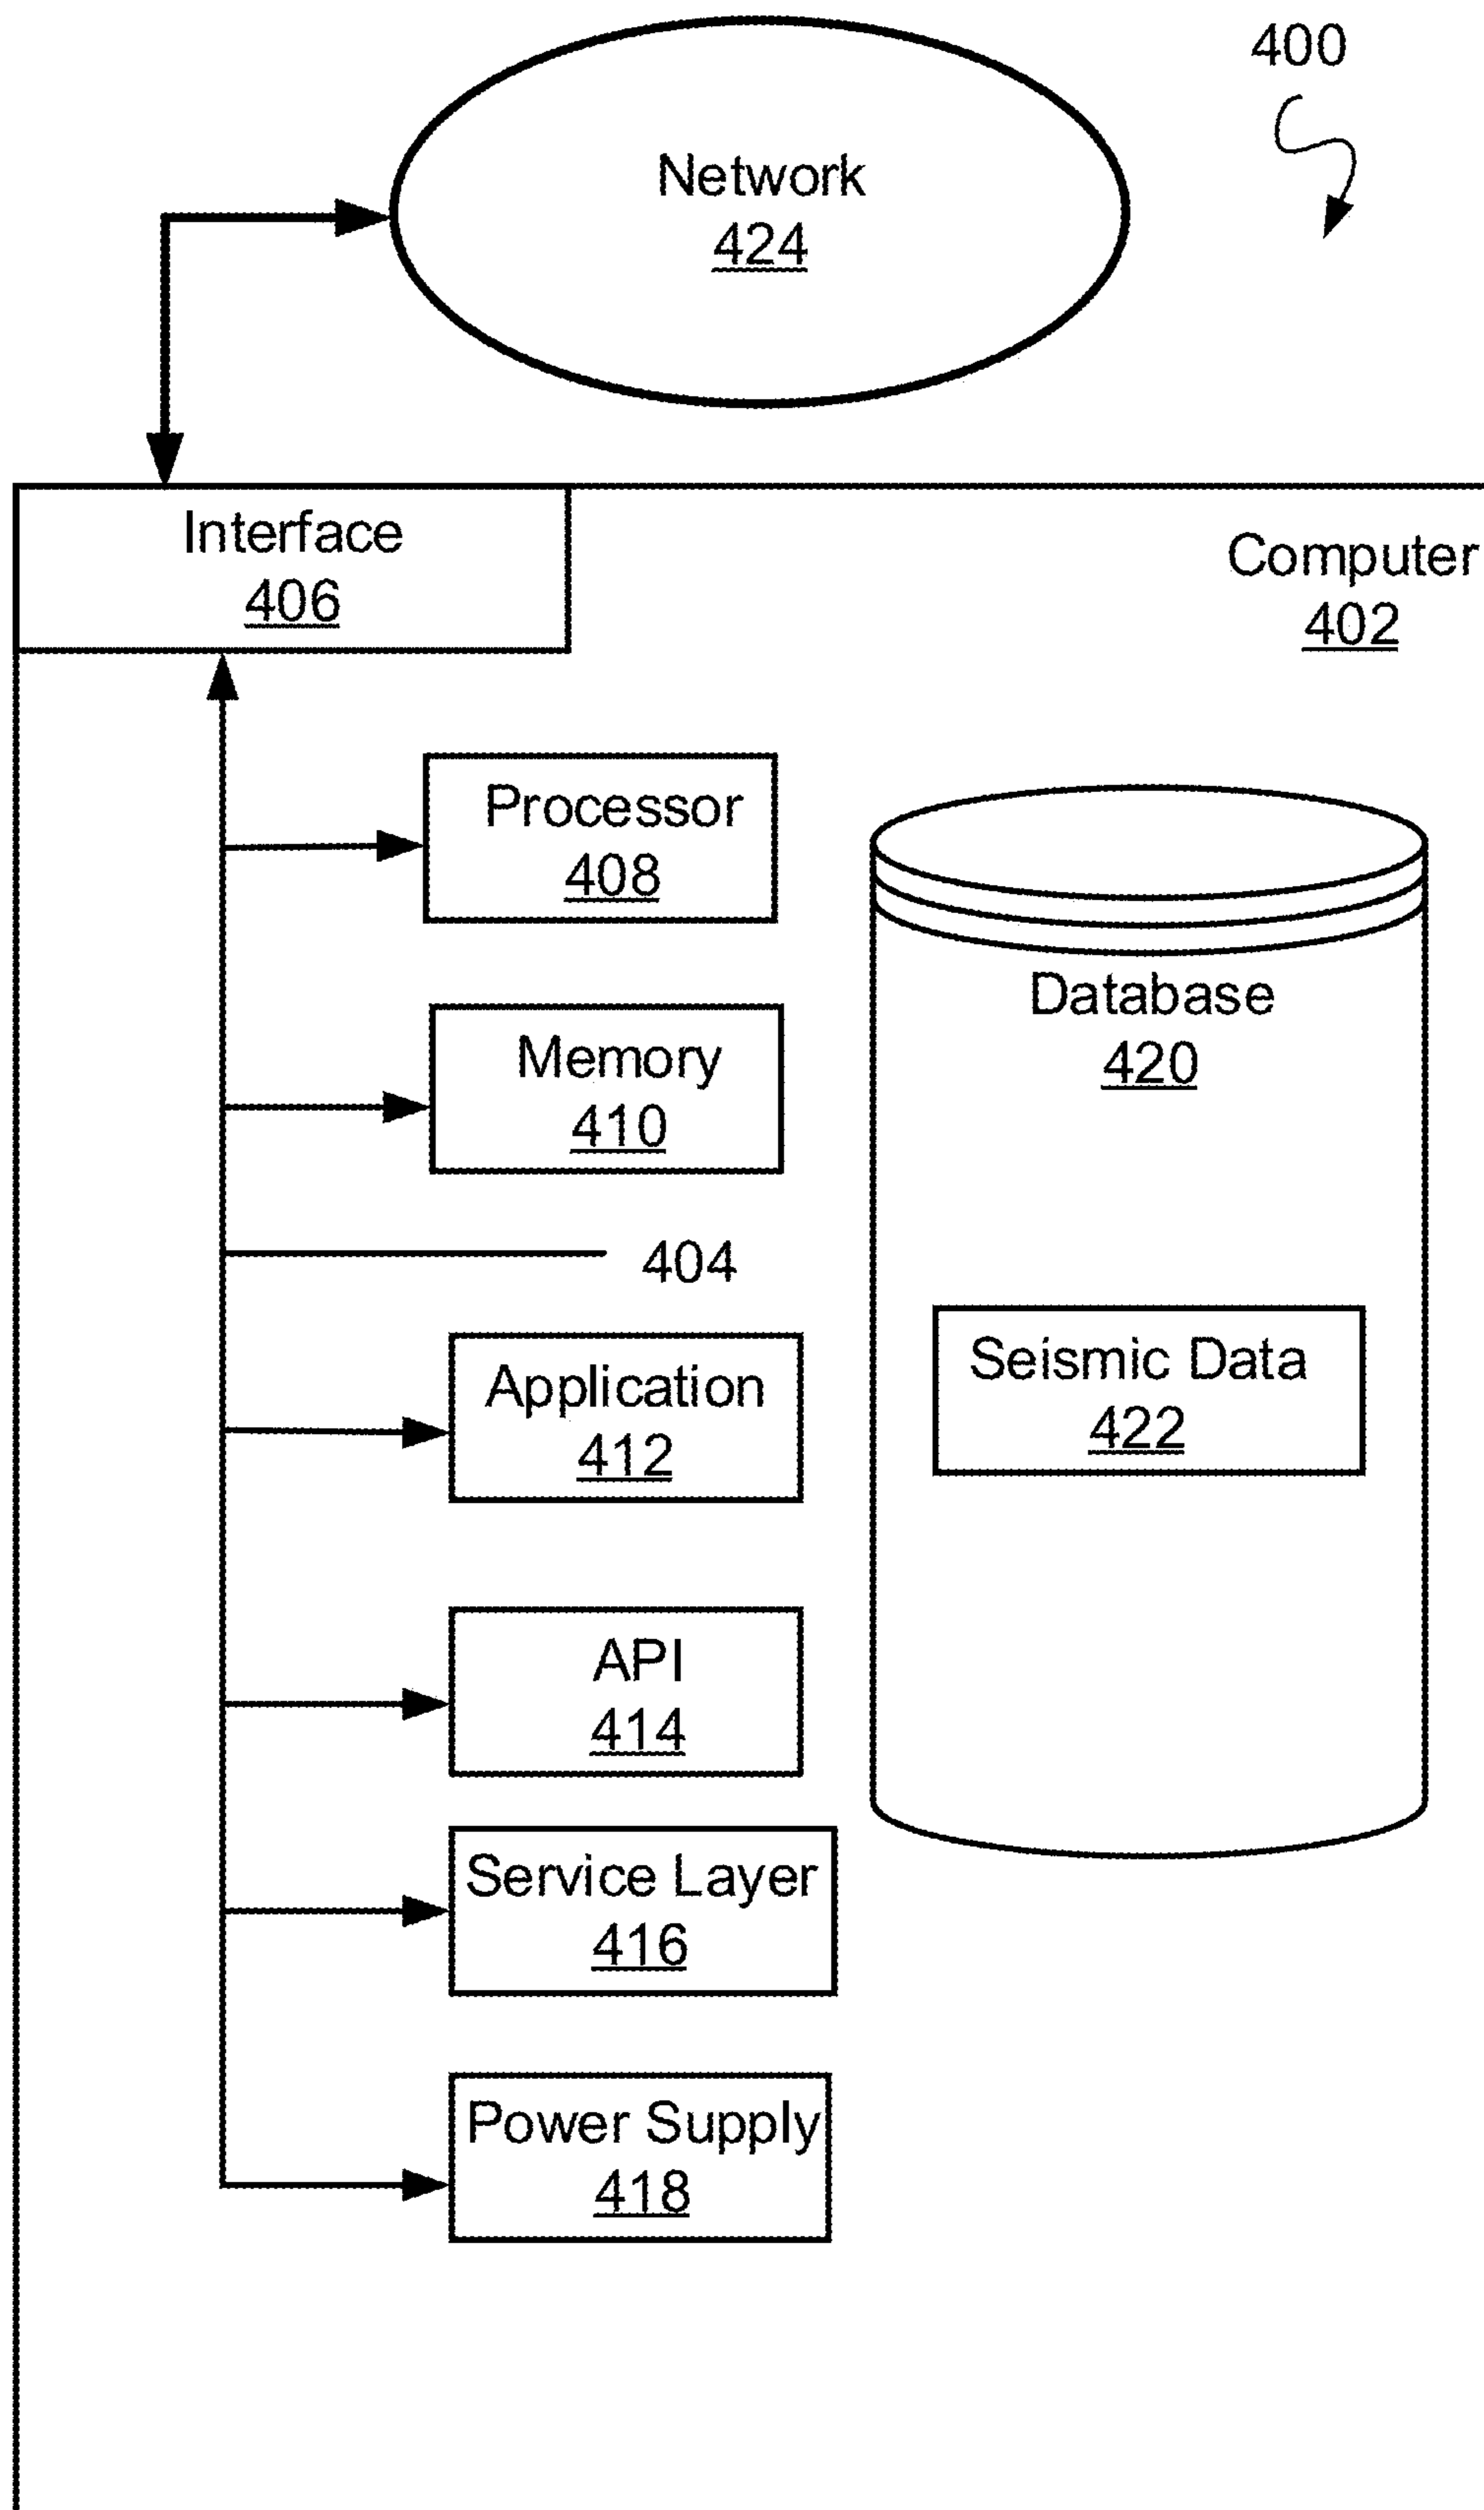 400
Network
424
Interface
406
Computer
402
Processor
408
Database
420
Memory
410
404
Seismic Data
422
Application
412
API
414
Service Layer
416
Power Supply
418